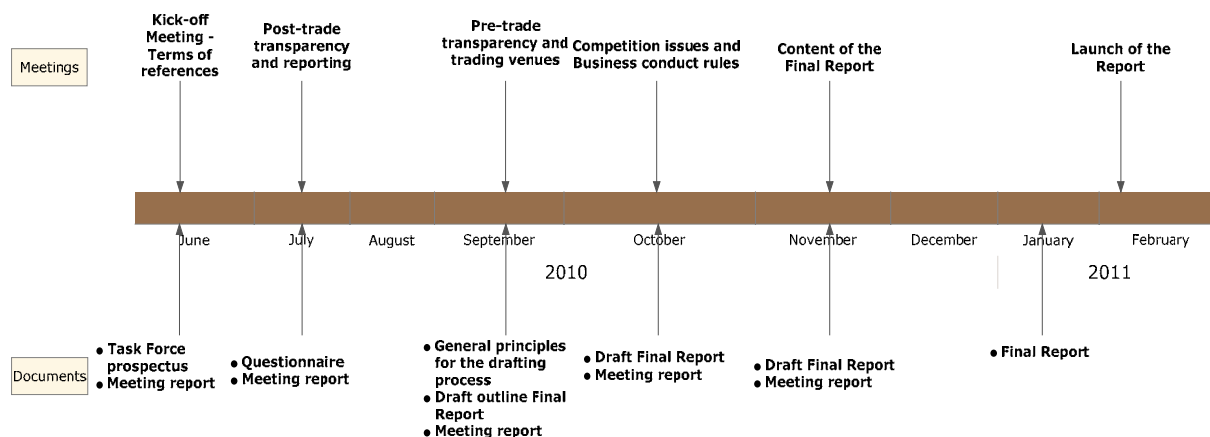 Meetings
Kick-off
Meeting -
Terms of
references
Post-trade
transparency
and reporting
Pre-trade
transparency and
trading venues
Competition issues and
Business conduct rules
Content of the
Final Report
Launch of the
Report
June
July
August
September
October
November
December
January
February
2010
2011
Documents
• Task Force
prospectus
• Meeting report
• Questionnaire
• Meeting report
• General principles
for the drafting
process
• Draft outline Final
Report
• Meeting report
• Draft Final Report
• Meeting report
• Draft Final Report
• Meeting report
• Final Report